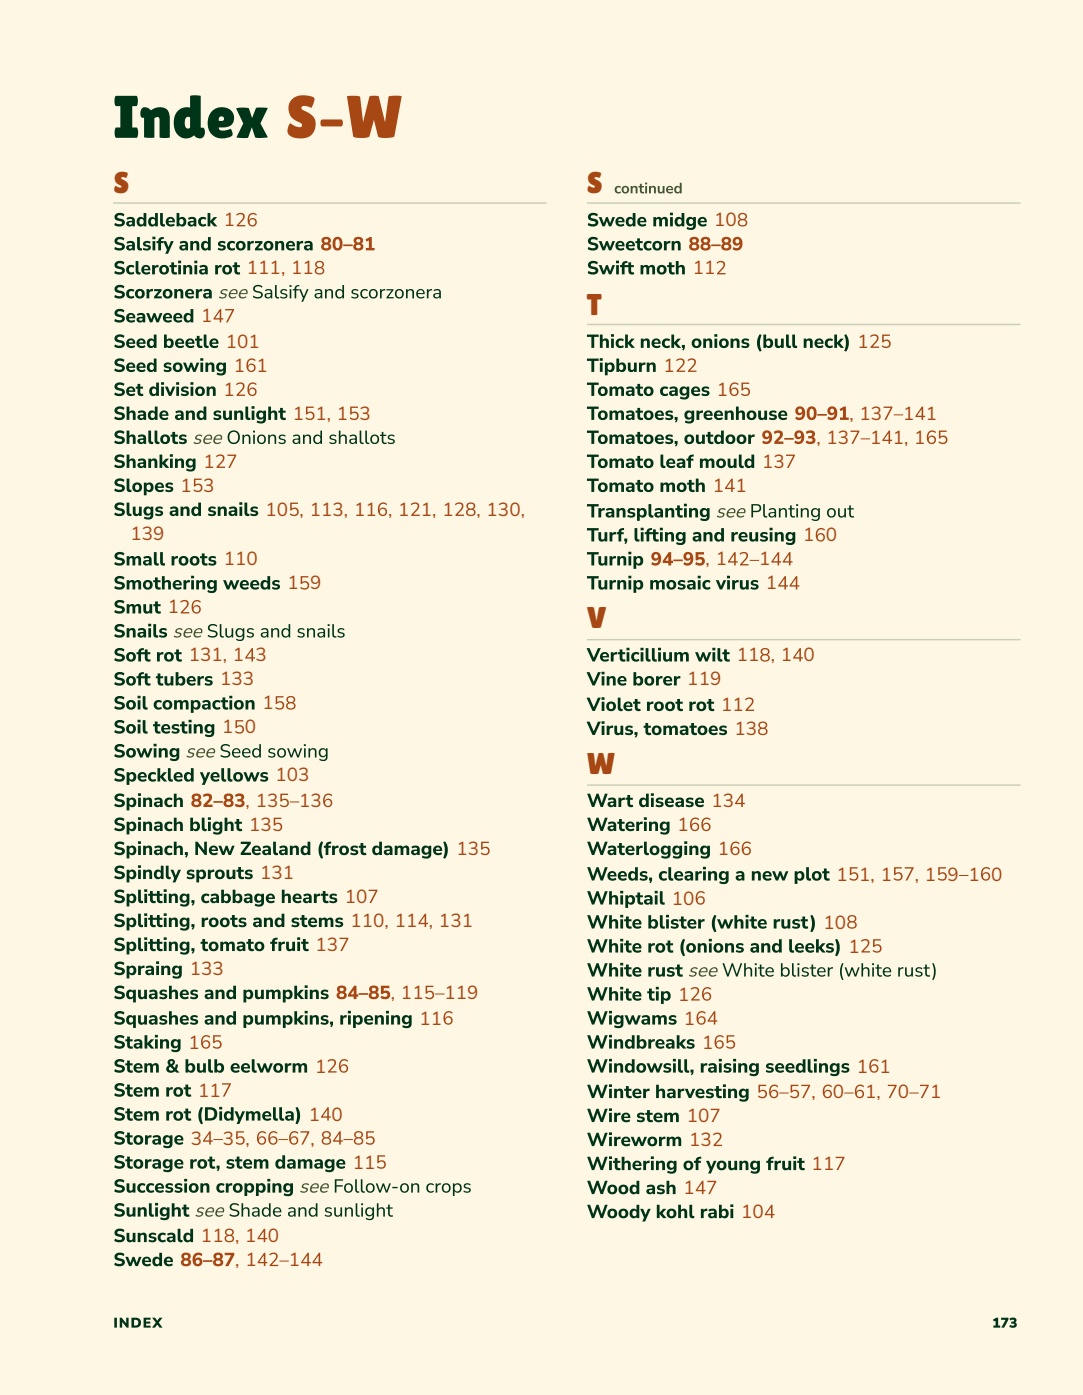 Index S–W
S
Saddleback 126
Salsify and scorzonera 80–81
Sclerotinia rot 111, 118
Scorzonera see Salsify and scorzonera
Seaweed 147
Seed beetle 101
Seed sowing 161
Set division 126
Shade and sunlight 151, 153
Shallots see Onions and shallots
Shanking 127
Slopes 153
Slugs and snails 105, 113, 116, 121, 128, 130,
139
Small roots 110
Smothering weeds 159
Smut 126
Snails see Slugs and snails
Soft rot 131, 143
Soft tubers 133
Soil compaction 158
Soil testing 150
Sowing see Seed sowing
Speckled yellows 103
Spinach 82–83, 135–136
Spinach blight 135
Spinach, New Zealand (frost damage) 135
Spindly sprouts 131
Splitting, cabbage hearts 107
Splitting, roots and stems 110, 114, 131
Splitting, tomato fruit 137
Spraing 133
Squashes and pumpkins 84–85, 115–119
Squashes and pumpkins, ripening 116
Staking 165
Stem & bulb eelworm 126
Stem rot 117
Stem rot (Didymella) 140
Storage 34–35, 66–67, 84–85
Storage rot, stem damage 115
Succession cropping see Follow-on crops
Sunlight see Shade and sunlight
Sunscald 118, 140
Swede 86–87, 142–144
S continued
Swede midge 108
Sweetcorn 88–89
Swift moth 112
T
Thick neck, onions (bull neck) 125
Tipburn 122
Tomato cages 165
Tomatoes, greenhouse 90–91, 137–141
Tomatoes, outdoor 92–93, 137–141, 165
Tomato leaf mould 137
Tomato moth 141
Transplanting see Planting out
Turf, lifting and reusing 160
Turnip 94–95, 142–144
Turnip mosaic virus 144
V
Verticillium wilt 118, 140
Vine borer 119
Violet root rot 112
Virus, tomatoes 138
W
Wart disease 134
Watering 166
Waterlogging 166
Weeds, clearing a new plot 151, 157, 159–160
Whiptail 106
White blister (white rust) 108
White rot (onions and leeks) 125
White rust see White blister (white rust)
White tip 126
Wigwams 164
Windbreaks 165
Windowsill, raising seedlings 161
Winter harvesting 56–57, 60–61, 70–71
Wire stem 107
Wireworm 132
Withering of young fruit 117
Wood ash 147
Woody kohl rabi 104
INDEX
173